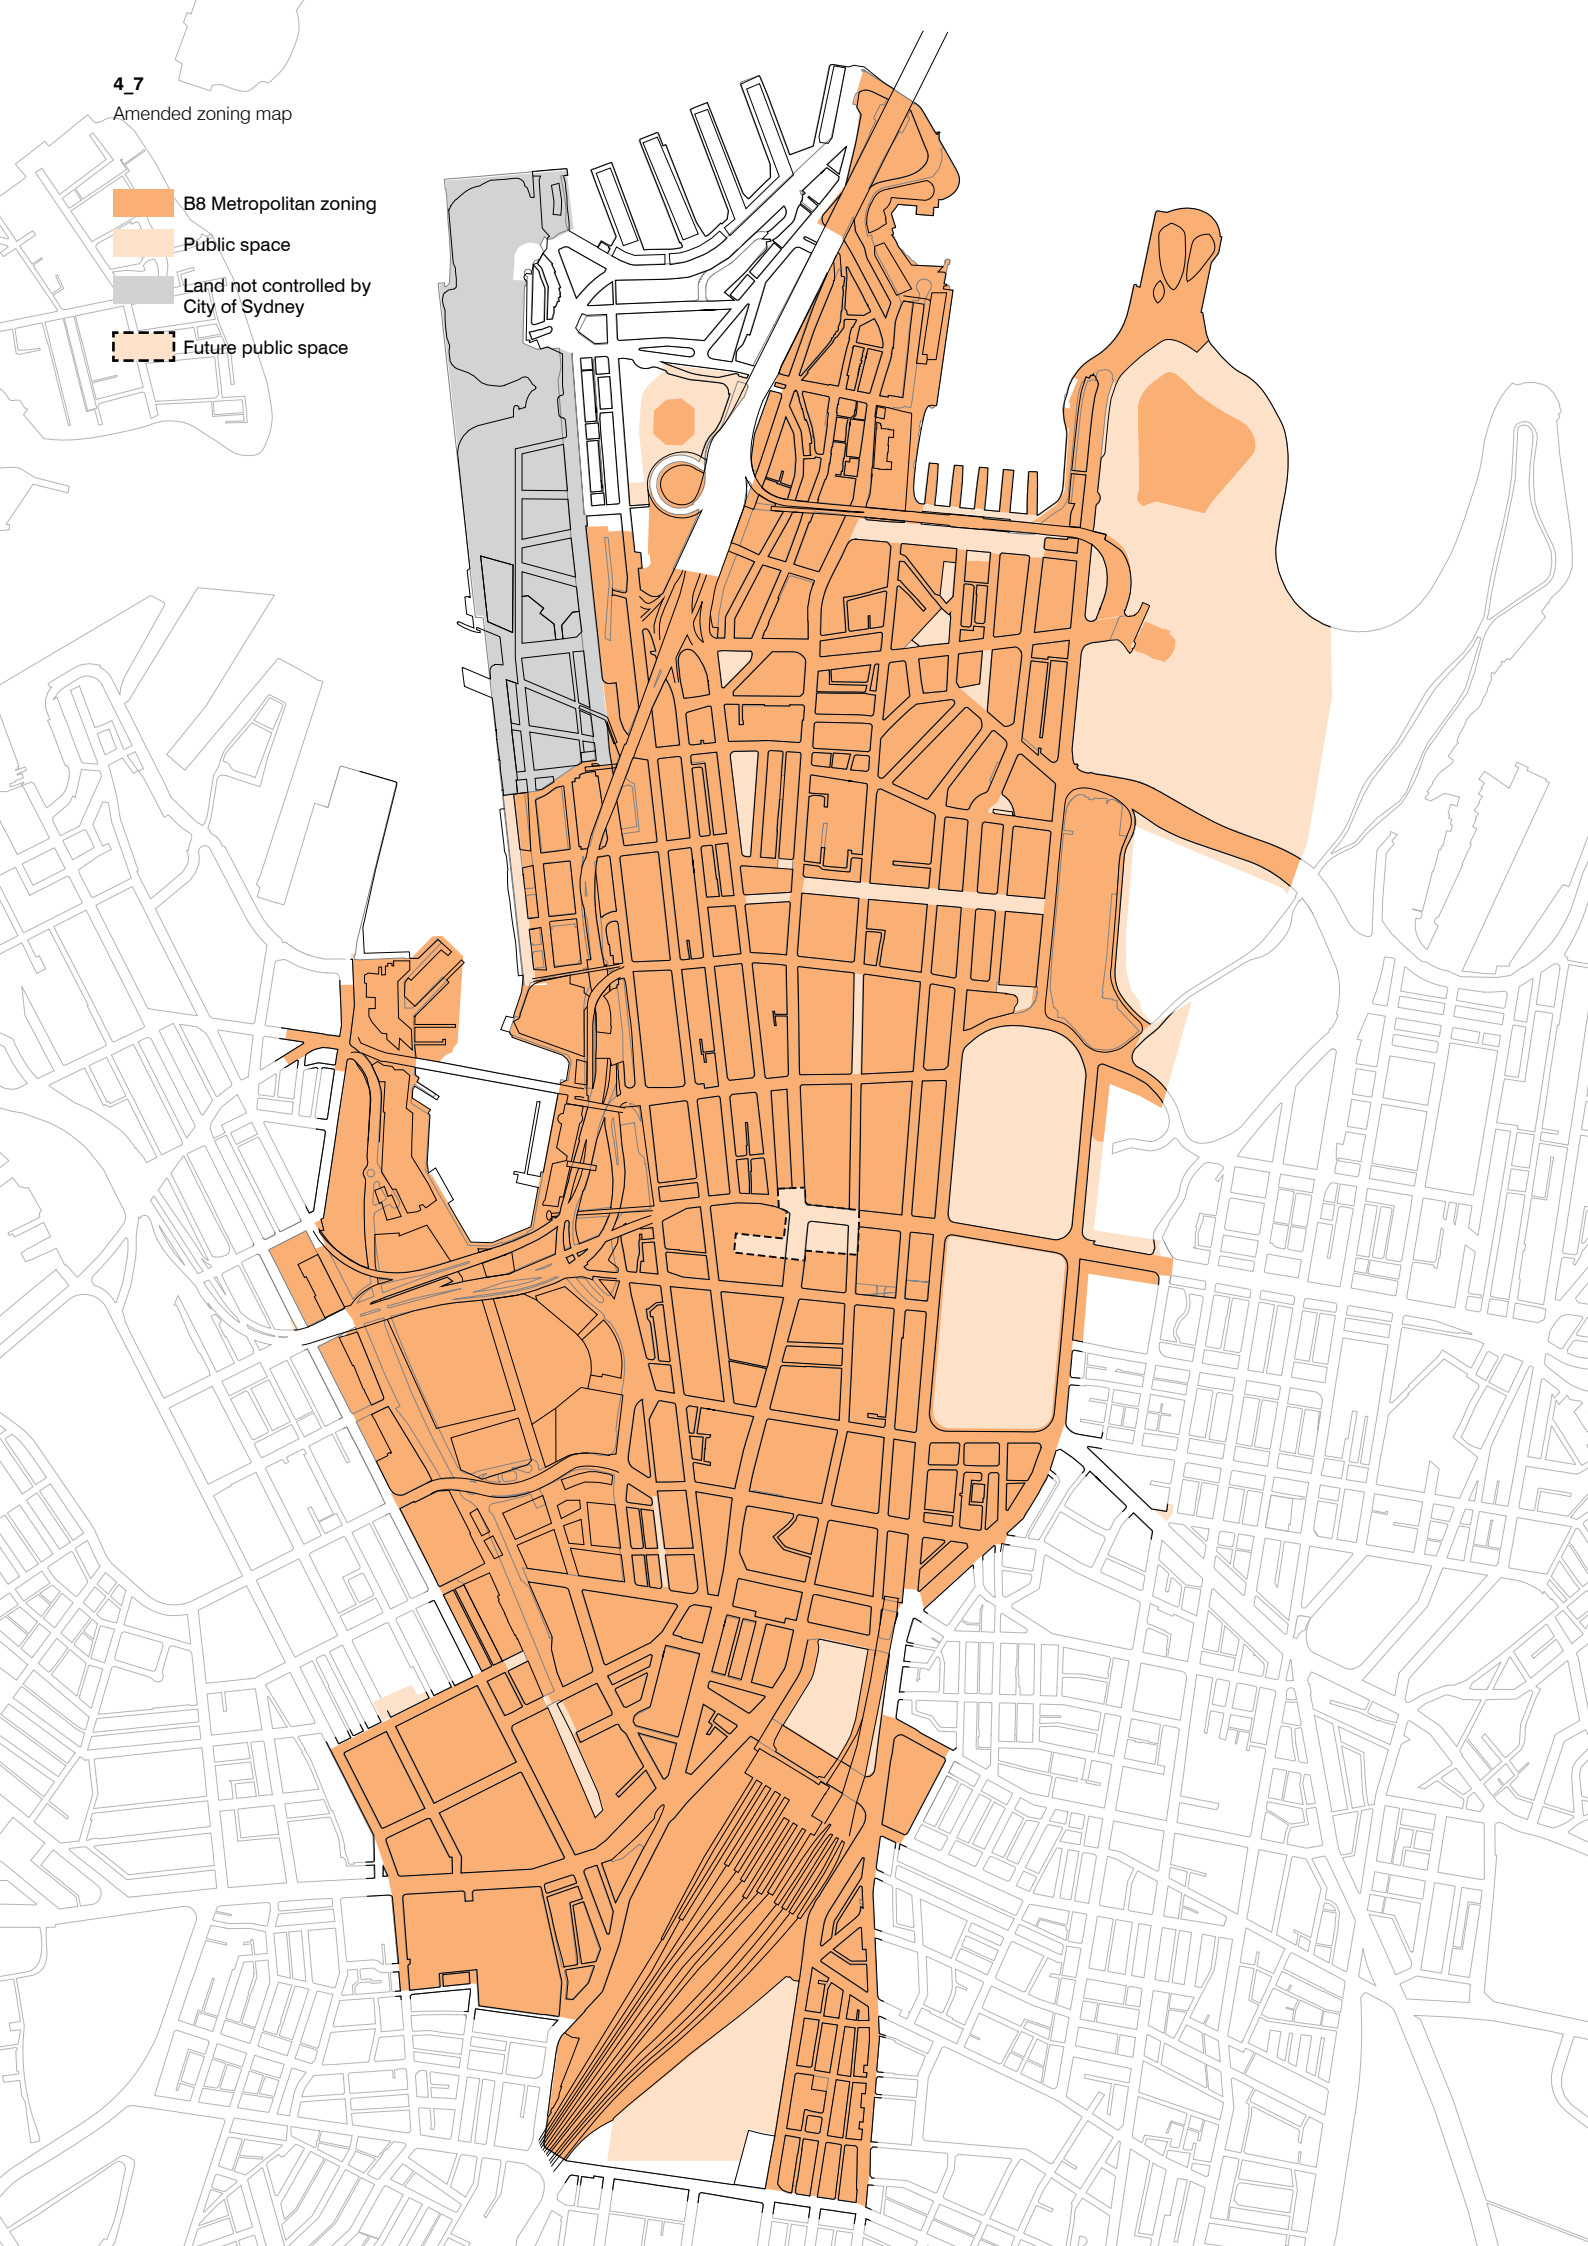 4_7
Amended zoning map
B8 Metropolitan zoning
Public space
Land not controlled by
City of Sydney
Future public space